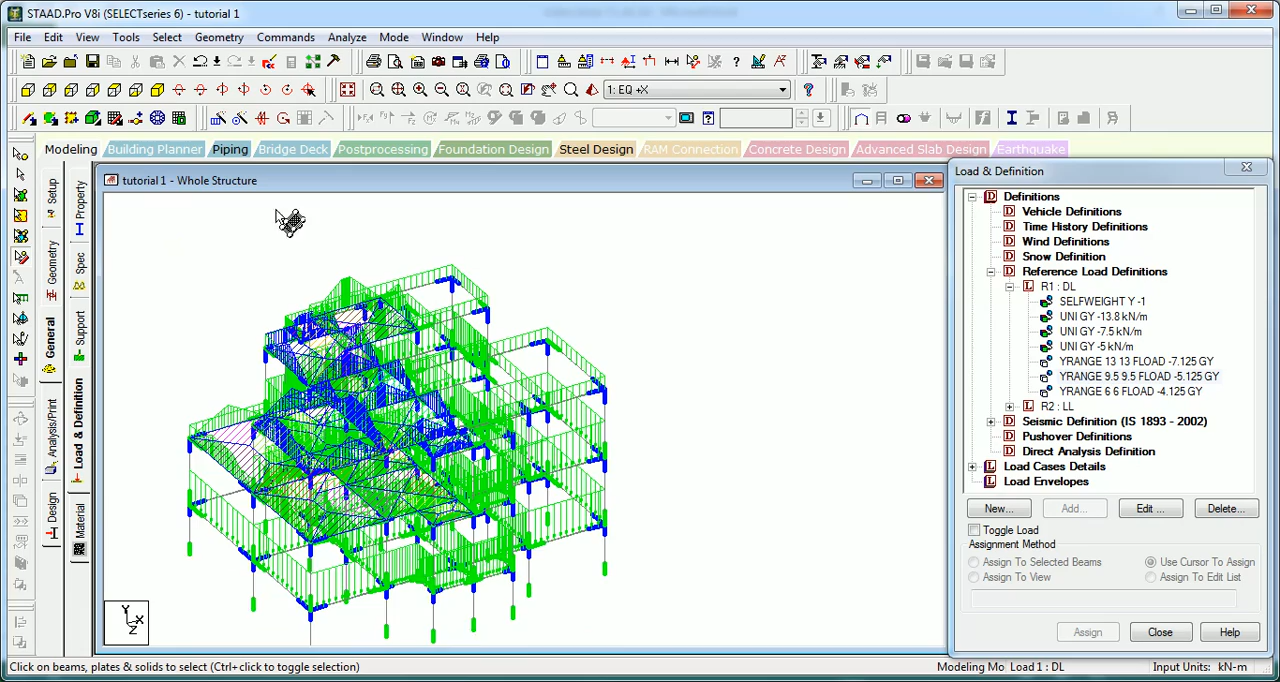 STAAD.Pro V8i (SELECTseries 6) - tutorial 1
File Edit View Tools Select Geometry Commands Analyze Mode Window Help
1: EQ +X
Modeling Building Planner Piping Bridge Deck Postprocessing Foundation Design Steel Design RAM Connection Concrete Design Advanced Slab Design Earthquake
Setup
Geometry
General
Analysis/Print
Design
Property
Spec
Support
Load & Definition
Material
tutorial 1 - Whole Structure
Y
X
Z
Load & Definition
Definitions
Vehicle Definitions
Time History Definitions
Wind Definitions
Snow Definition
Reference Load Definitions
R1 : DL
SELFWEIGHT Y -1
UNI GY -13.8 kN/m
UNI GY -7.5 kN/m
UNI GY -5 kN/m
YRANGE 13 13 FLOAD -7.125 GY
YRANGE 9.5 9.5 FLOAD -5.125 GY
YRANGE 6 6 FLOAD -4.125 GY
R2 : LL
Seismic Definition (IS 1893 - 2002)
Pushover Definitions
Direct Analysis Definition
Load Cases Details
Load Envelopes
New... Add... Edit ... Delete...
Toggle Load
Assignment Method
Assign To Selected Beams Use Cursor To Assign
Assign To View Assign To Edit List
Assign Close Help
Click on beams, plates & solids to select (Ctrl+click to toggle selection) Modeling Mo Load 1 : DL Input Units: kN-m